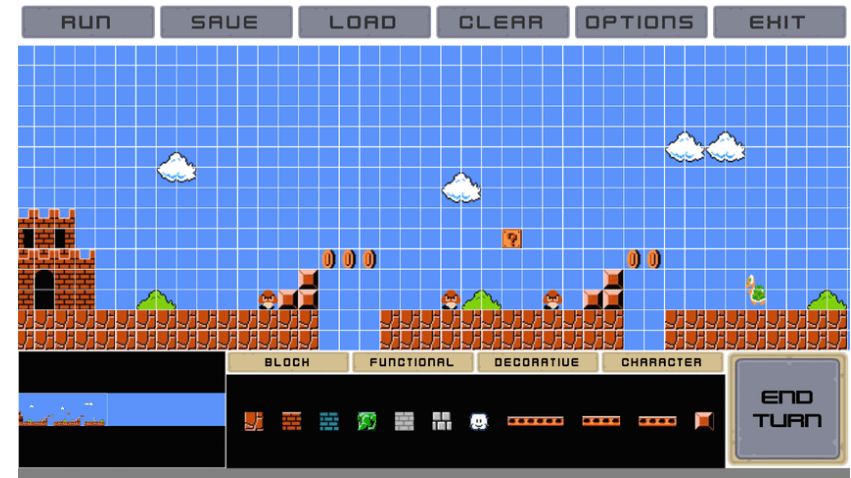 RUN
SAVE
LOAD
CLEAR
OPTIONS
EXIT
?
BLOCK
FUNCTIONAL
DECORATIVE
CHARACTER
END
TURN